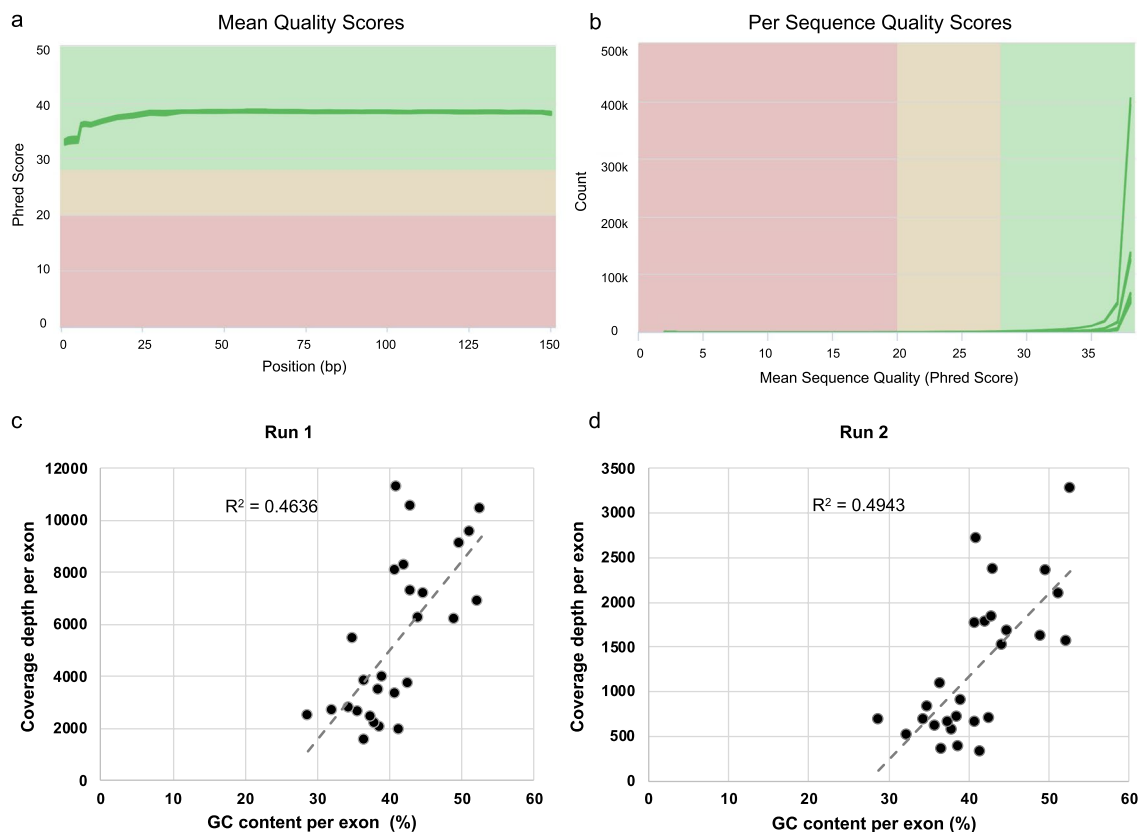 a
Mean Quality Scores
50
40
30
20
10
0
Phred Score
0 25 50 75 100 125 150
Position (bp)
b
Per Sequence Quality Scores
500k
400k
300k
200k
100k
0
Count
0 5 10 15 20 25 30 35
Mean Sequence Quality (Phred Score)
c
Run 1
12000
10000
8000
6000
4000
2000
0
Coverage depth per exon
R² = 0.4636
0 10 20 30 40 50 60
GC content per exon (%)
d
Run 2
3500
3000
2500
2000
1500
1000
500
0
Coverage depth per exon
R² = 0.4943
0 10 20 30 40 50 60
GC content per exon (%)